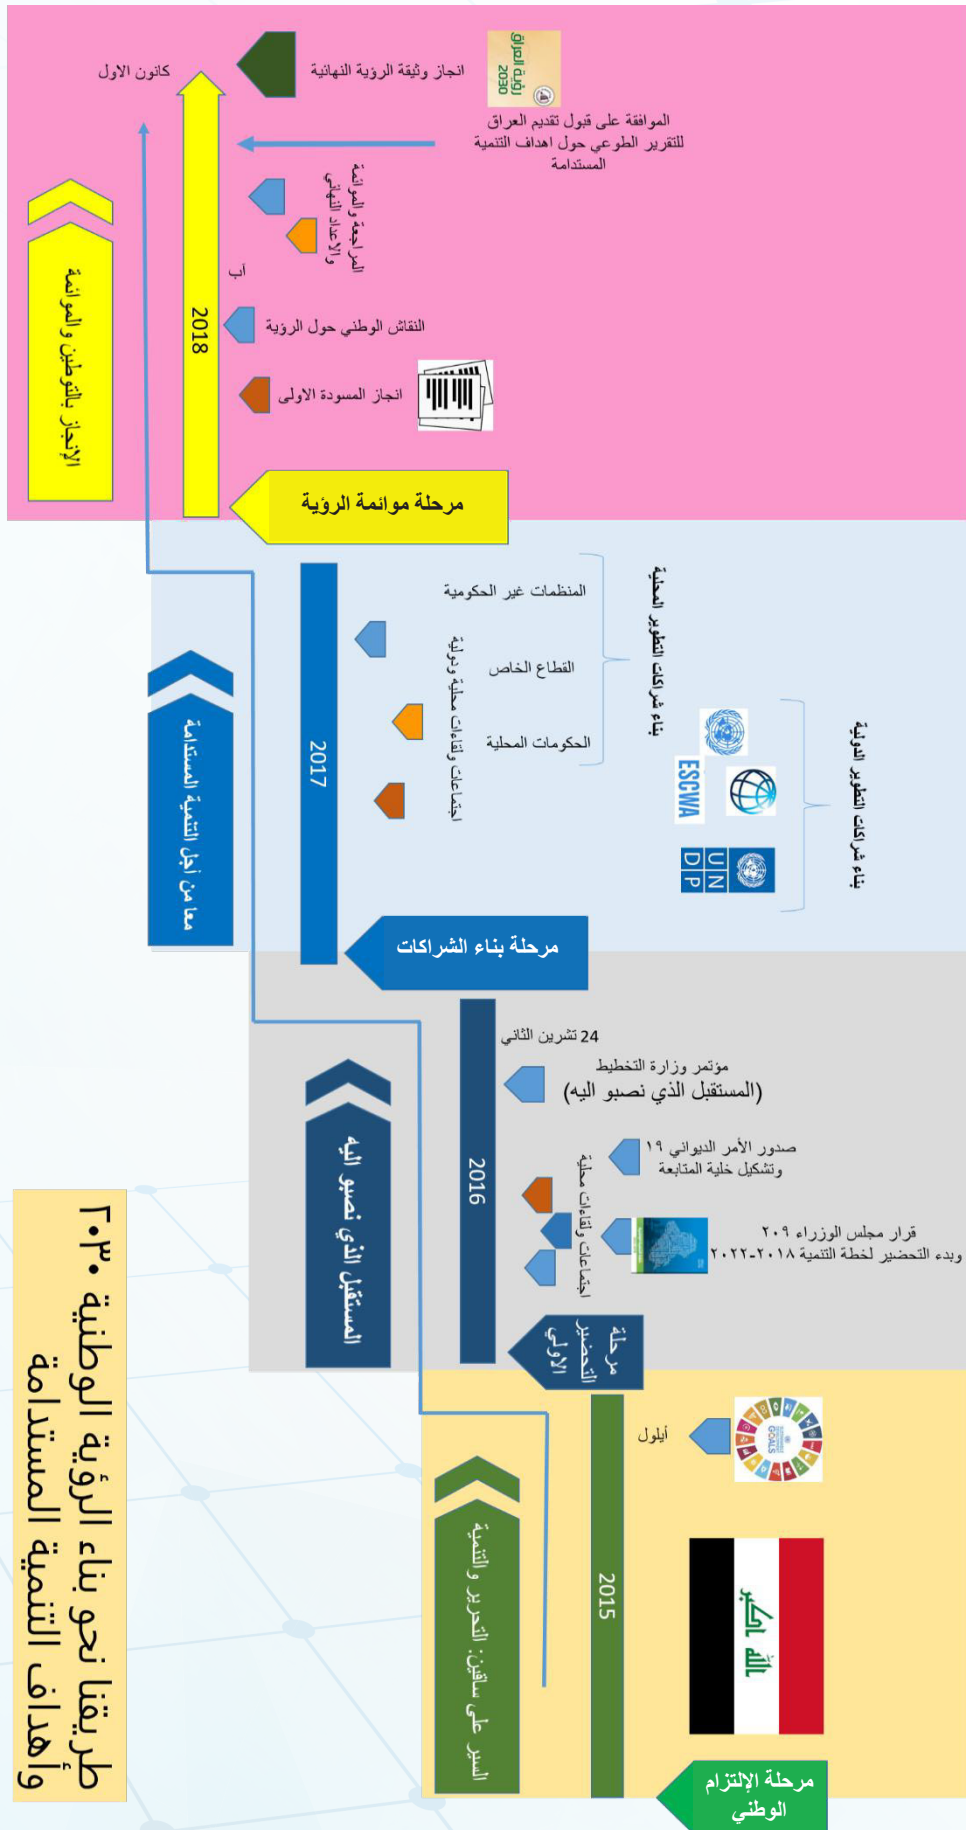 رؤية العراق
2030
انجاز وثيقة الرؤية النهائية
كانون الاول
الموافقة على قبول تقديم العراق
للتقرير الطوعي حول اهداف التنمية
المستدامة
المراجعة والموائمة
والاعداد النهائي
آب
النقاش الوطني حول الرؤية
انجاز المسودة الاولى
2018
الإنجاز بالتوطين والموائمة
مرحلة موائمة الرؤية
بناء شراكات التطوير المحلية
المنظمات غير الحكومية
القطاع الخاص
الحكومات المحلية
اجتماعات ولقاءات محلية ودولية
بناء شراكات التطوير الدولية
ESCWA
UN
DP
2017
معا من أجل التنمية المستدامة
مرحلة بناء الشراكات
24 تشرين الثاني
مؤتمر وزارة التخطيط
(المستقبل الذي نصبو اليه)
صدور الأمر الديواني ١٩
وتشكيل خلية المتابعة
قرار مجلس الوزراء ٢٠٩
وبدء التحضير لخطة التنمية ٢٠١٨-٢٠٢٢
اجتماعات ولقاءات محلية
2016
المستقبل الذي نصبو اليه
مرحلة
التحضير
الاولي
أيلول
GOALS
الله اكبر
2015
السير على ساقين: التحرير والتنمية
مرحلة الإلتزام
الوطني
طريقنا نحو بناء الرؤية الوطنية ٢٠٣٠
وأهداف التنمية المستدامة